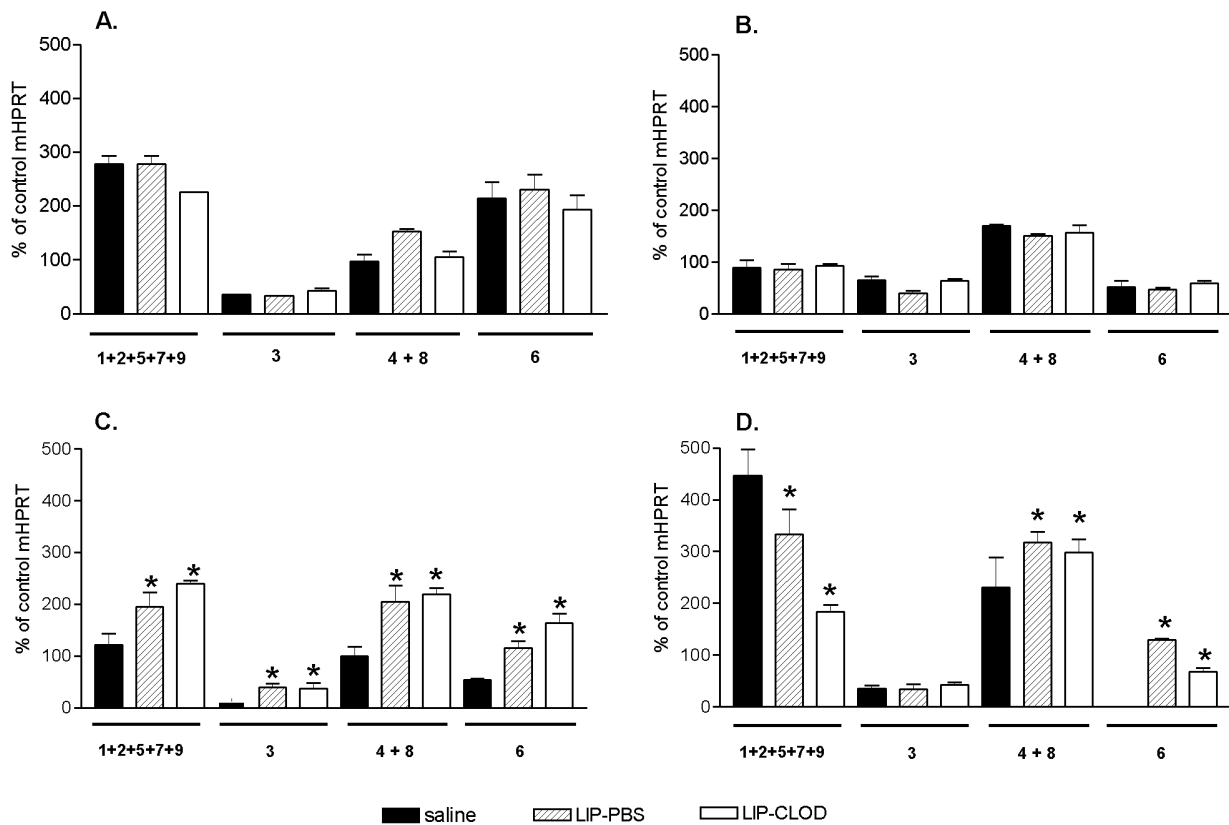 A.
% of control mHPRT
500
400
300
200
100
0
1+2+5+7+9
3
4 + 8
6
B.
% of control mHPRT
500
400
300
200
100
0
1+2+5+7+9
3
4 + 8
6
C.
% of control mHPRT
500
400
300
200
100
0
* * * * * * * *
1+2+5+7+9
3
4 + 8
6
D.
% of control mHPRT
500
400
300
200
100
0
* * * * * *
1+2+5+7+9
3
4 + 8
6
saline LIP-PBS LIP-CLOD